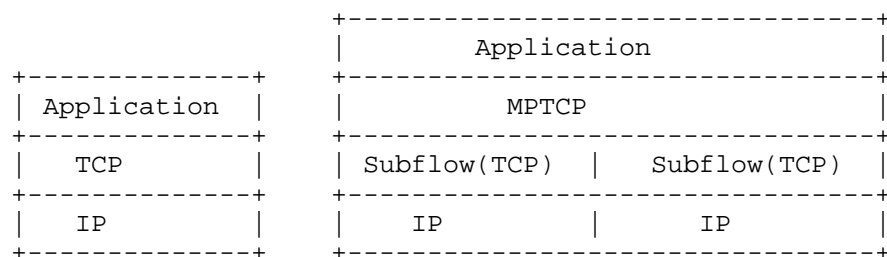 +-------------------------------+
                         |         Application           |
+---------------+        +-------------------------------+
|  Application  |        |            MPTCP              |
+---------------+        +-------------------------------+
|      TCP      |        | Subflow(TCP)  |  Subflow(TCP) |
+---------------+        +-------------------------------+
|      IP       |        |      IP       |      IP       |
+---------------+        +-------------------------------+